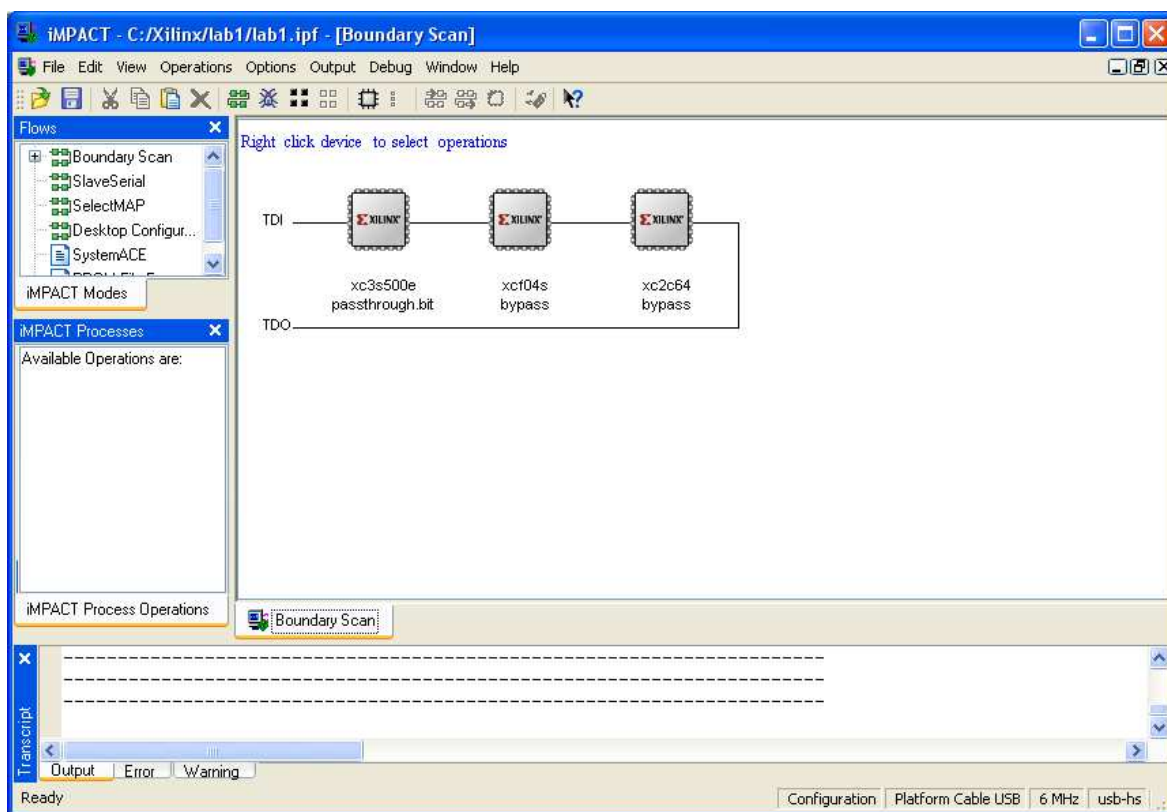 iMPACT - C:/Xilinx/lab1/lab1.ipf - [Boundary Scan]
File Edit View Operations Options Output Debug Window Help
Flows
Boundary Scan
SlaveSerial
SelectMAP
Desktop Configur...
SystemACE
iMPACT Modes
iMPACT Processes
Available Operations are:
iMPACT Process Operations
Right click device to select operations
TDI
XILINX XILINX XILINX
xc3s500e xcf04s xc2c64
passthrough.bit bypass bypass
TDO
Boundary Scan
Transcript
----------------------------------------------------------------------
----------------------------------------------------------------------
----------------------------------------------------------------------
Output Error Warning
Ready Configuration Platform Cable USB 6 MHz usb-hs